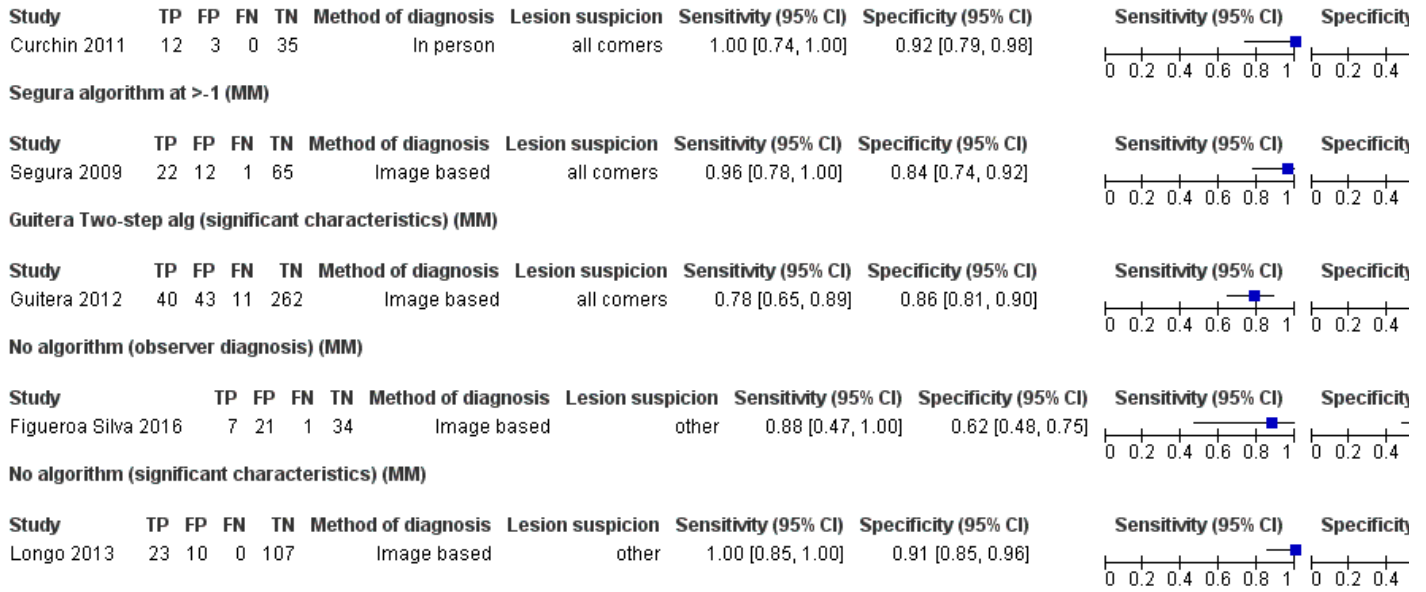 Study TP FP FN TN Method of diagnosis Lesion suspicion Sensitivity (95% CI) Specificity (95% CI) Sensitivity (95% CI) Specificity
Curchin 2011 12 3 0 35 In person all comers 1.00 [0.74, 1.00] 0.92 [0.79, 0.98]
0 0.2 0.4 0.6 0.8 1 0 0.2 0.4
Segura algorithm at >-1 (MM)
Study TP FP FN TN Method of diagnosis Lesion suspicion Sensitivity (95% CI) Specificity (95% CI) Sensitivity (95% CI) Specificity
Segura 2009 22 12 1 65 Image based all comers 0.96 [0.78, 1.00] 0.84 [0.74, 0.92]
0 0.2 0.4 0.6 0.8 1 0 0.2 0.4
Guitera Two-step alg (significant characteristics) (MM)
Study TP FP FN TN Method of diagnosis Lesion suspicion Sensitivity (95% CI) Specificity (95% CI) Sensitivity (95% CI) Specificity
Guitera 2012 40 43 11 262 Image based all comers 0.78 [0.65, 0.89] 0.86 [0.81, 0.90]
0 0.2 0.4 0.6 0.8 1 0 0.2 0.4
No algorithm (observer diagnosis) (MM)
Study TP FP FN TN Method of diagnosis Lesion suspicion Sensitivity (95% CI) Specificity (95% CI) Sensitivity (95% CI) Specificity
Figueroa Silva 2016 7 21 1 34 Image based other 0.88 [0.47, 1.00] 0.62 [0.48, 0.75]
0 0.2 0.4 0.6 0.8 1 0 0.2 0.4
No algorithm (significant characteristics) (MM)
Study TP FP FN TN Method of diagnosis Lesion suspicion Sensitivity (95% CI) Specificity (95% CI) Sensitivity (95% CI) Specificity
Longo 2013 23 10 0 107 Image based other 1.00 [0.85, 1.00] 0.91 [0.85, 0.96]
0 0.2 0.4 0.6 0.8 1 0 0.2 0.4